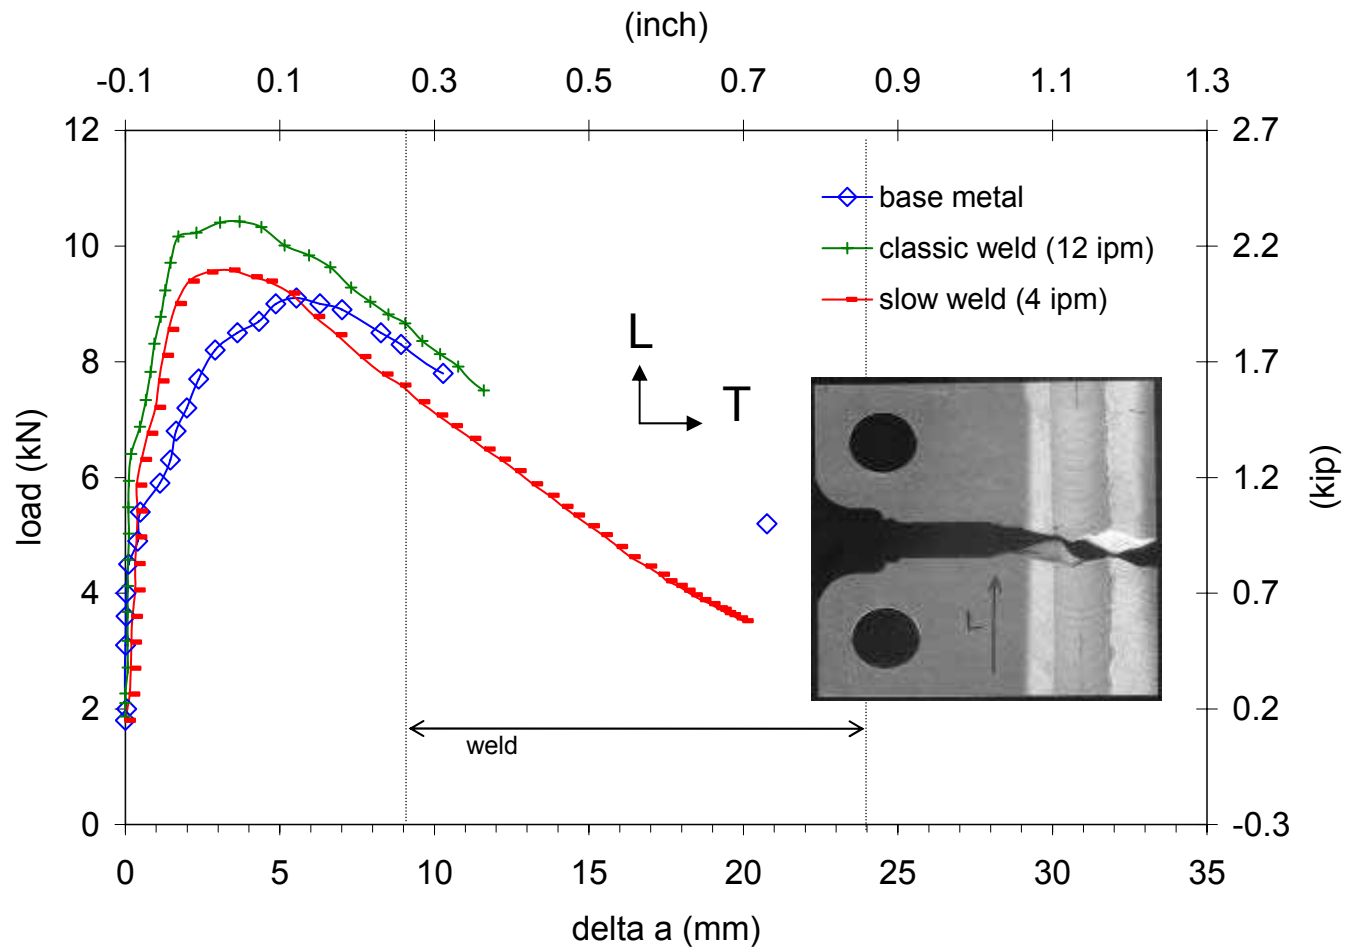 (inch)
-0.1 0.1 0.3 0.5 0.7 0.9 1.1 1.3
12 2.7
base metal
10 classic weld (12 ipm) 2.2
slow weld (4 ipm)
8 L 1.7
T
load (kN)
(kip)
6 1.2
4 0.7
L
2 0.2
weld
0 -0.3
0 5 10 15 20 25 30 35
delta a (mm)